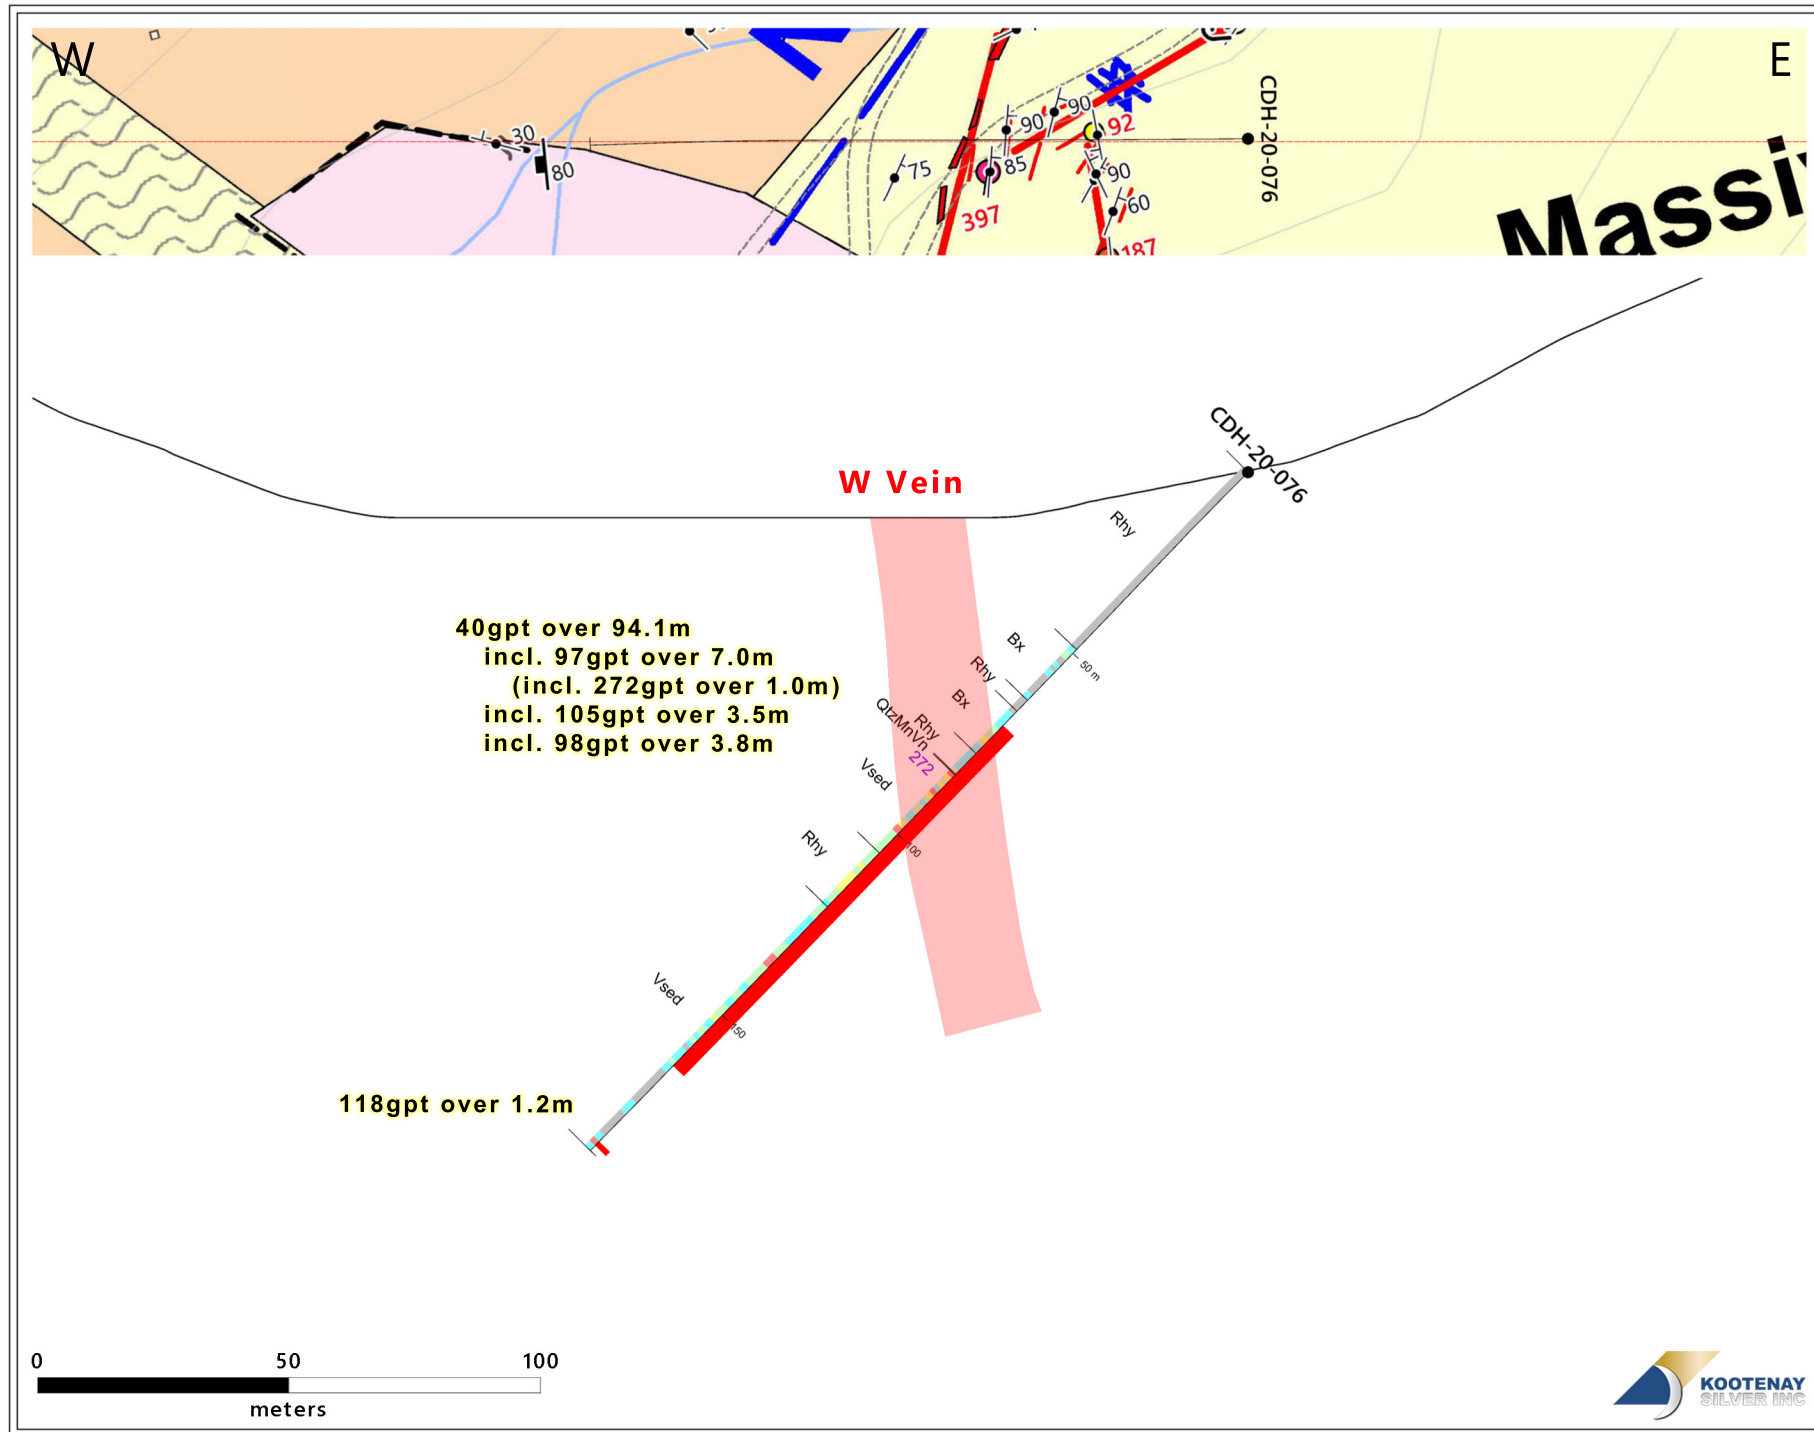 W
E
30
80
75
90
90
92
85
90
60
397
187
CDH-20-076
Massi
CDH-20-076
W Vein
Rhy
50 m
Bx
Rhy
Bx
Rhy
QtzMnVn
272
Vsed
100
Rhy
Vsed
150
40gpt over 94.1m
incl. 97gpt over 7.0m
(incl. 272gpt over 1.0m)
incl. 105gpt over 3.5m
incl. 98gpt over 3.8m
118gpt over 1.2m
0 50 100
meters
KOOTENAY
SILVER INC